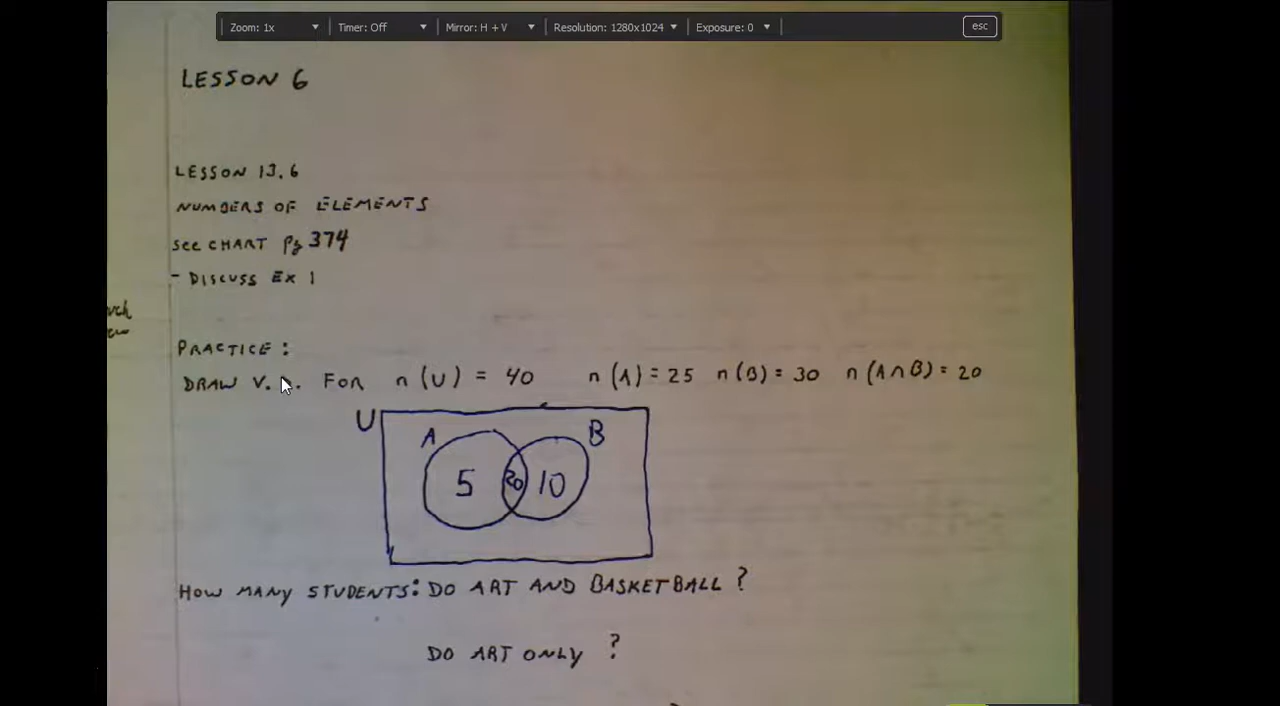 Zoom: 1x Timer: Off Mirror: H + V Resolution: 1280x1024 Exposure: 0 esc
LESSON 6
LESSON 13.6
NUMBERS OF ELEMENTS
See CHART Pg 374
- DISCUSS EX 1
PRACTICE:
DRAW V. . FOR n(U) = 40 n(A) = 25 n(B) = 30 n(A∩B) = 20
U
A B
5 20 10
HOW MANY STUDENTS: DO ART AND BASKETBALL ?
DO ART ONLY ?